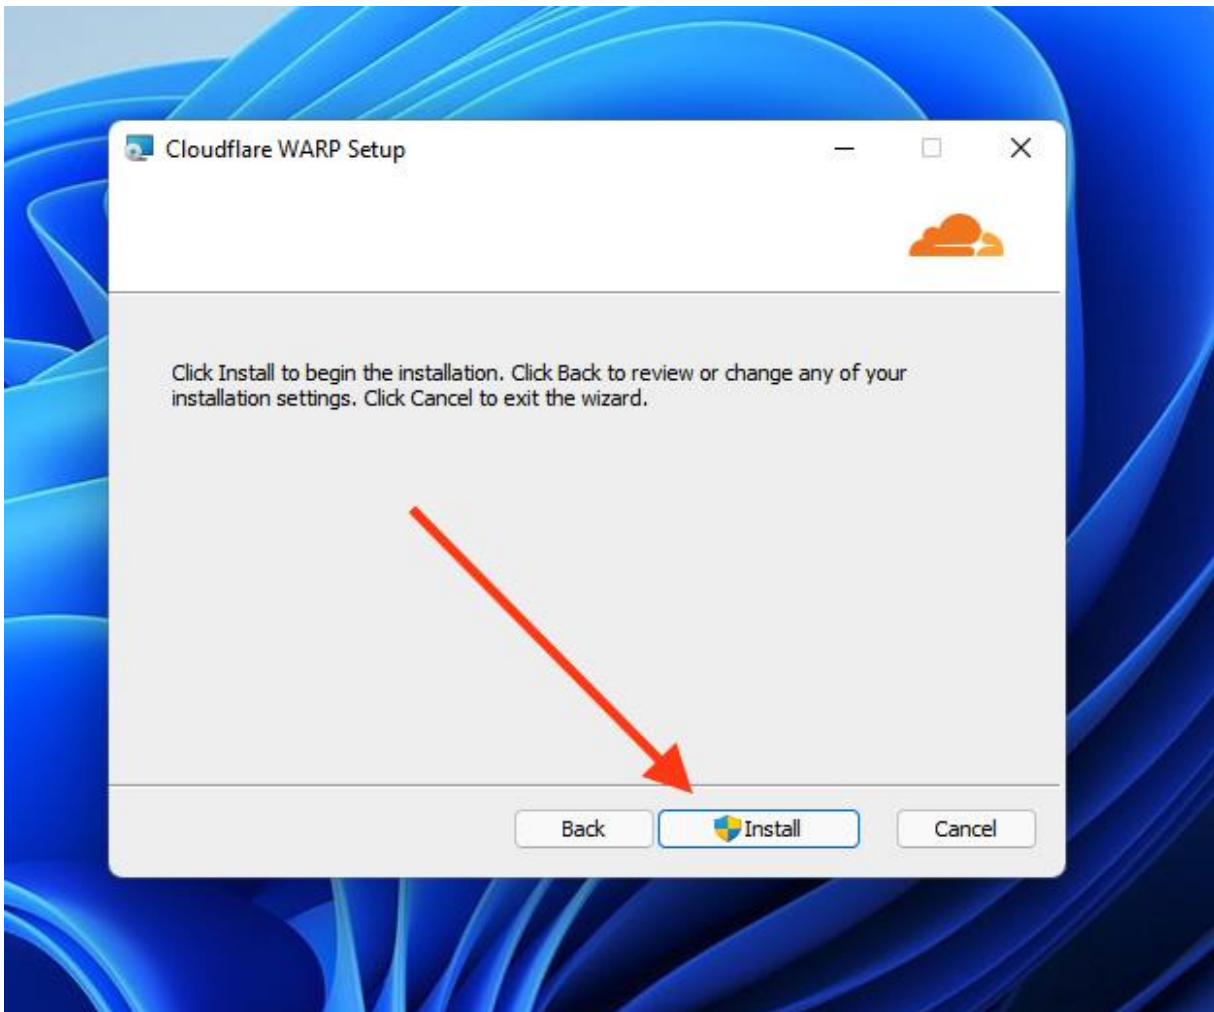 Cloudflare WARP Setup
Click Install to begin the installation. Click Back to review or change any of your
installation settings. Click Cancel to exit the wizard.
Back
Install
Cancel